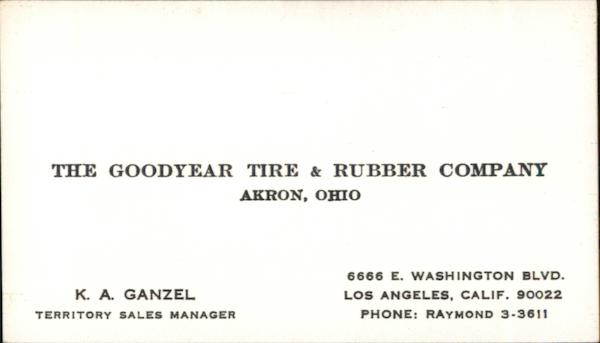 THE GOODYEAR TIRE & RUBBER COMPANY
AKRON, OHIO
K. A. GANZEL
TERRITORY SALES MANAGER
6666 E. WASHINGTON BLVD.
LOS ANGELES, CALIF. 90022
PHONE: RAYMOND 3-3611